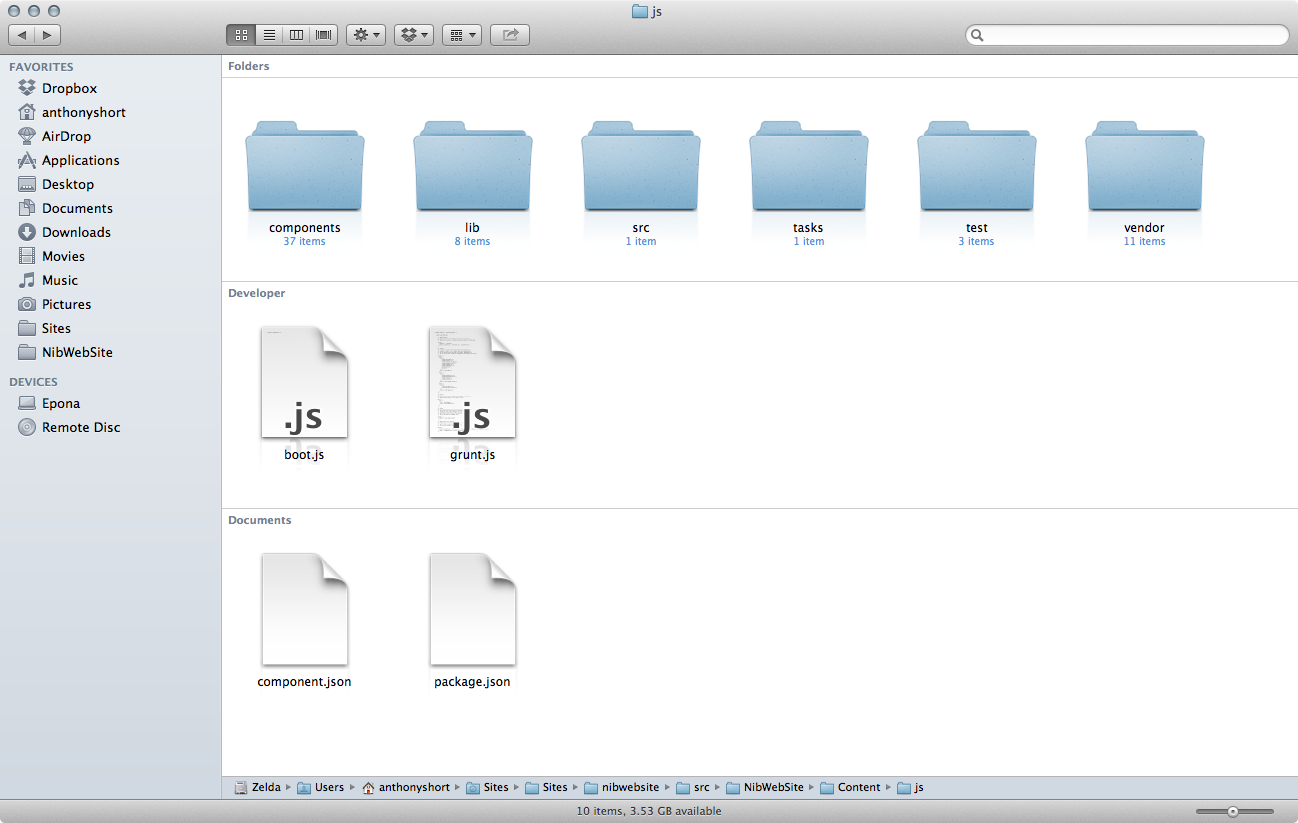 js
FAVORITES
Dropbox
anthonyshort
AirDrop
Applications
Desktop
Documents
Downloads
Movies
Music
Pictures
Sites
NibWebSite
DEVICES
Epona
Remote Disc
Folders
components lib src tasks test vendor
37 items 8 items 1 item 1 item 3 items 11 items
Developer
.js .js
boot.js grunt.js
Documents
component.json package.json
Zelda Users anthonyshort Sites Sites nibwebsite src NibWebSite Content js
10 items, 3.53 GB available